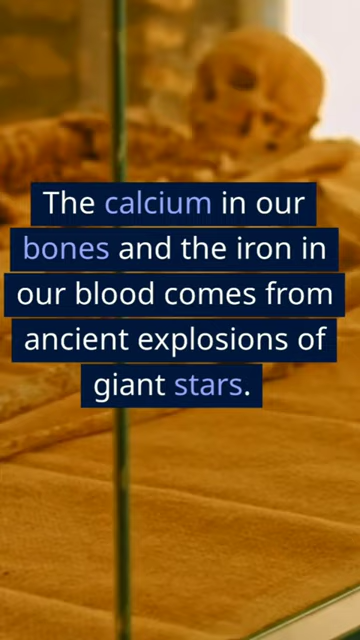 The calcium in our
bones and the iron in
our blood comes from
ancient explosions of
giant stars.